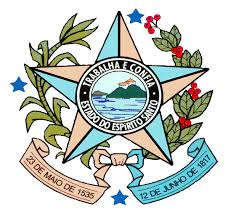 TRABALHA E CONFIA
ESTADO DO ESPÍRITO SANTO
23 DE MAIO DE 1535
12 DE JUNHO DE 1817